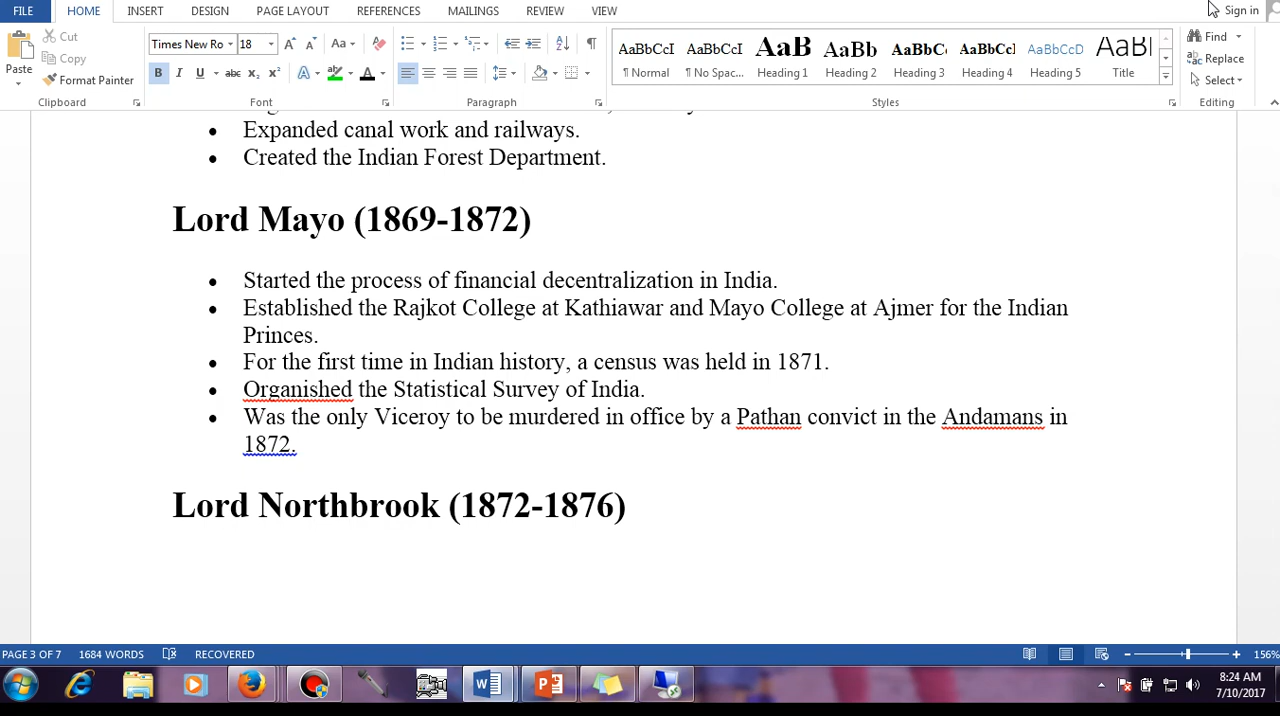 FILE HOME INSERT DESIGN PAGE LAYOUT REFERENCES MAILINGS REVIEW VIEW Sign in
Cut
Copy
Format Painter
Paste
Times New Ro 18
Aa
B I U abc x₂ x² A ab A
AaBbCcI AaBbCcI AaB AaBb AaBbC AaBbCcI AaBbCcD AaBI
¶ Normal ¶ No Spac... Heading 1 Heading 2 Heading 3 Heading 4 Heading 5 Title
Find
Replace
Select
Clipboard Font Paragraph Styles Editing
• Expanded canal work and railways.
• Created the Indian Forest Department.
Lord Mayo (1869-1872)
• Started the process of financial decentralization in India.
• Established the Rajkot College at Kathiawar and Mayo College at Ajmer for the Indian
Princes.
• For the first time in Indian history, a census was held in 1871.
• Organished the Statistical Survey of India.
• Was the only Viceroy to be murdered in office by a Pathan convict in the Andamans in
1872.
Lord Northbrook (1872-1876)
PAGE 3 OF 7 1684 WORDS RECOVERED 156%
8:24 AM
7/10/2017